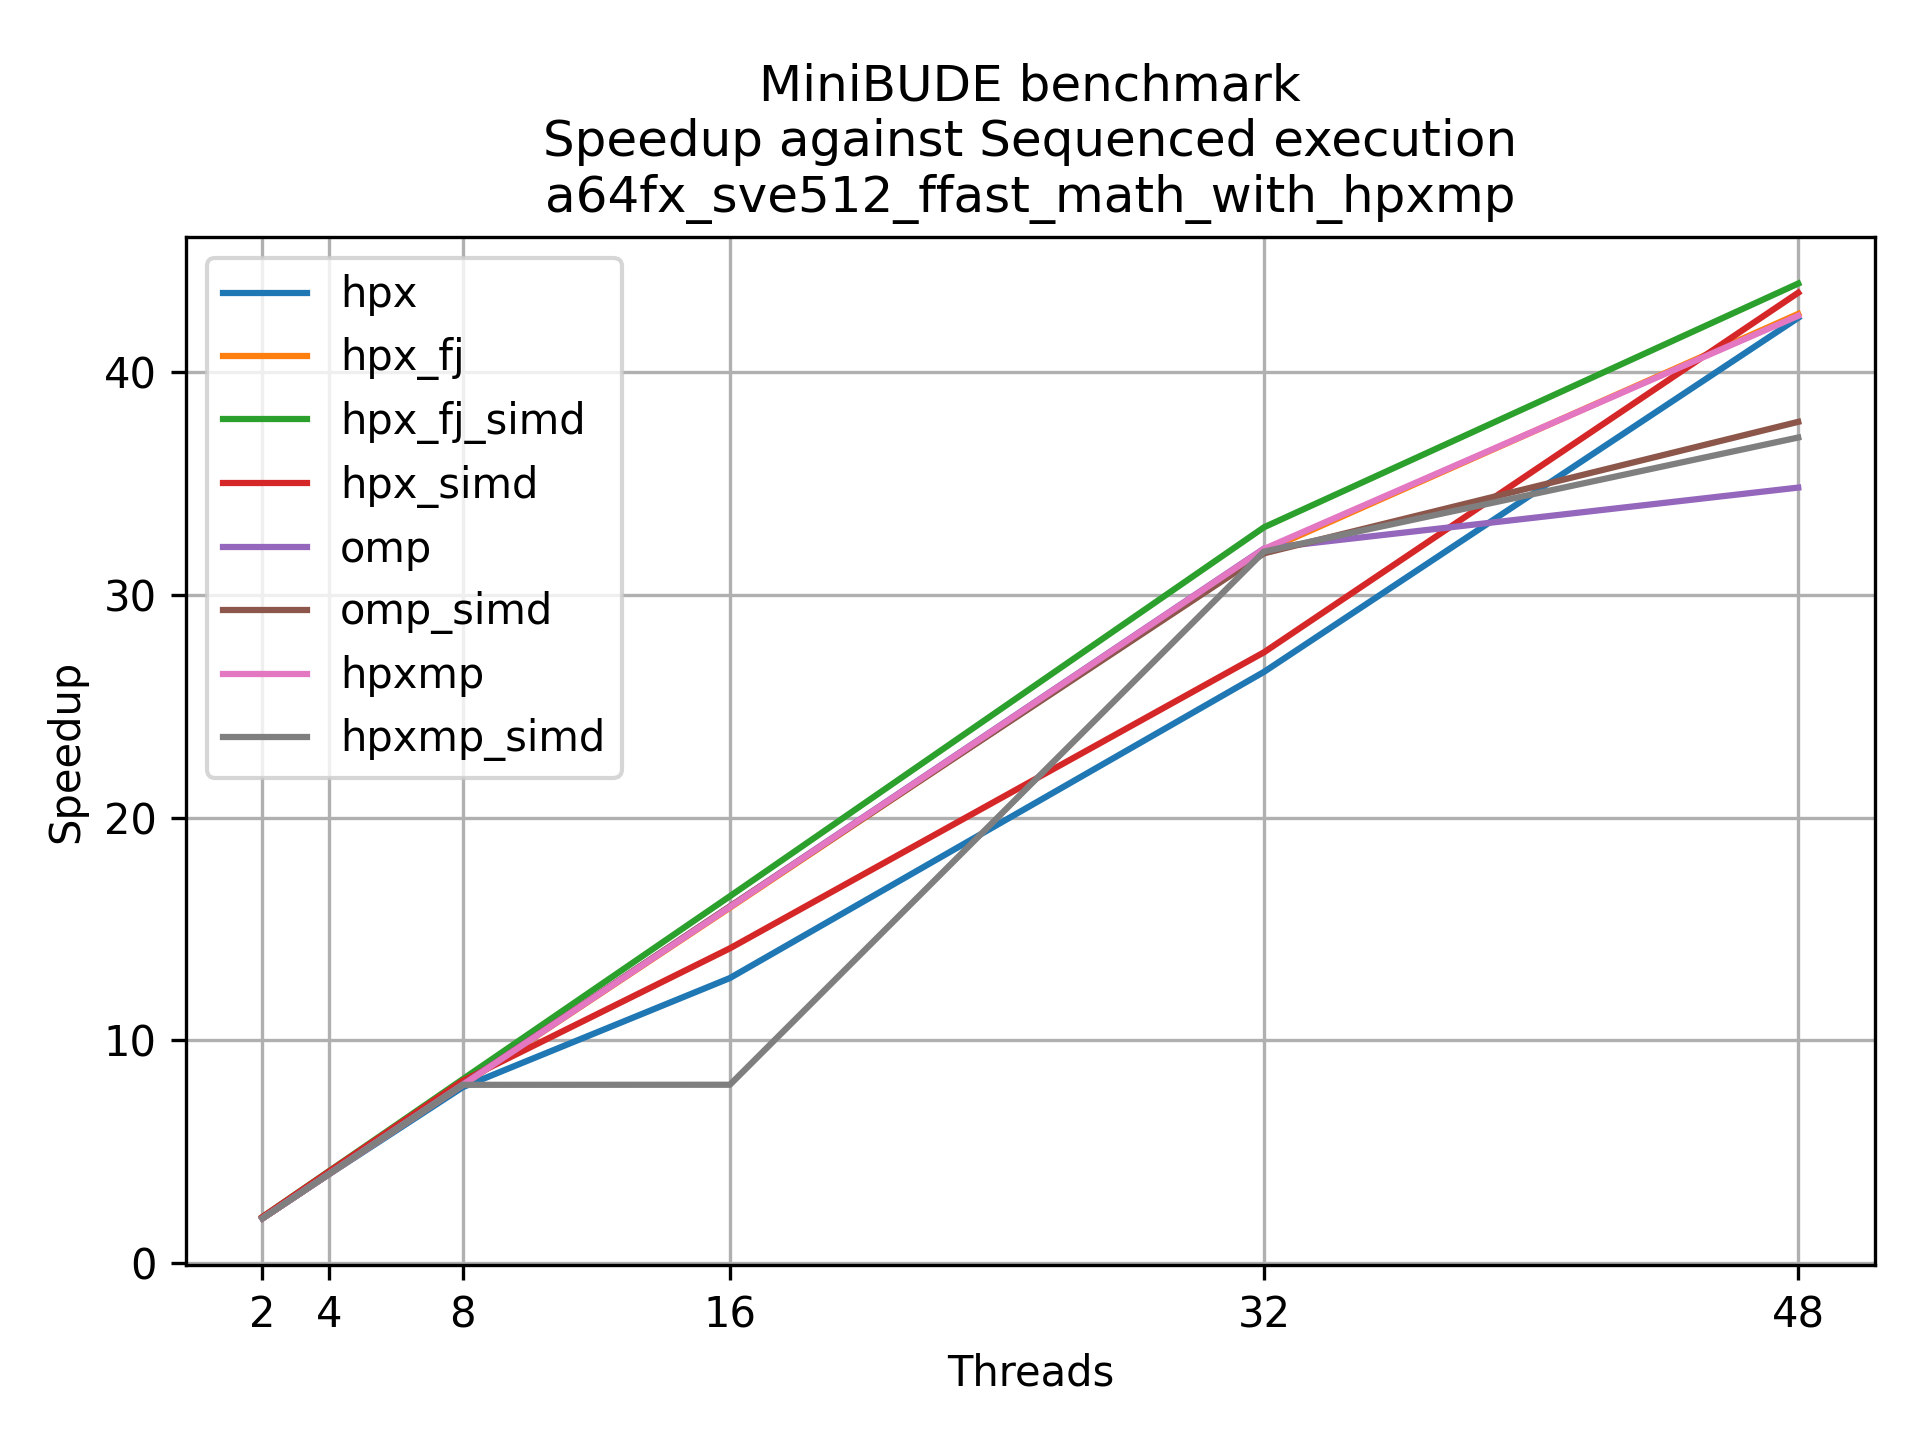 MiniBUDE benchmark
Speedup against Sequenced execution
a64fx_sve512_ffast_math_with_hpxmp
hpx
hpx_fj
hpx_fj_simd
hpx_simd
omp
omp_simd
hpxmp
hpxmp_simd
Speedup
40
30
20
10
0
2 4 8 16 32 48
Threads